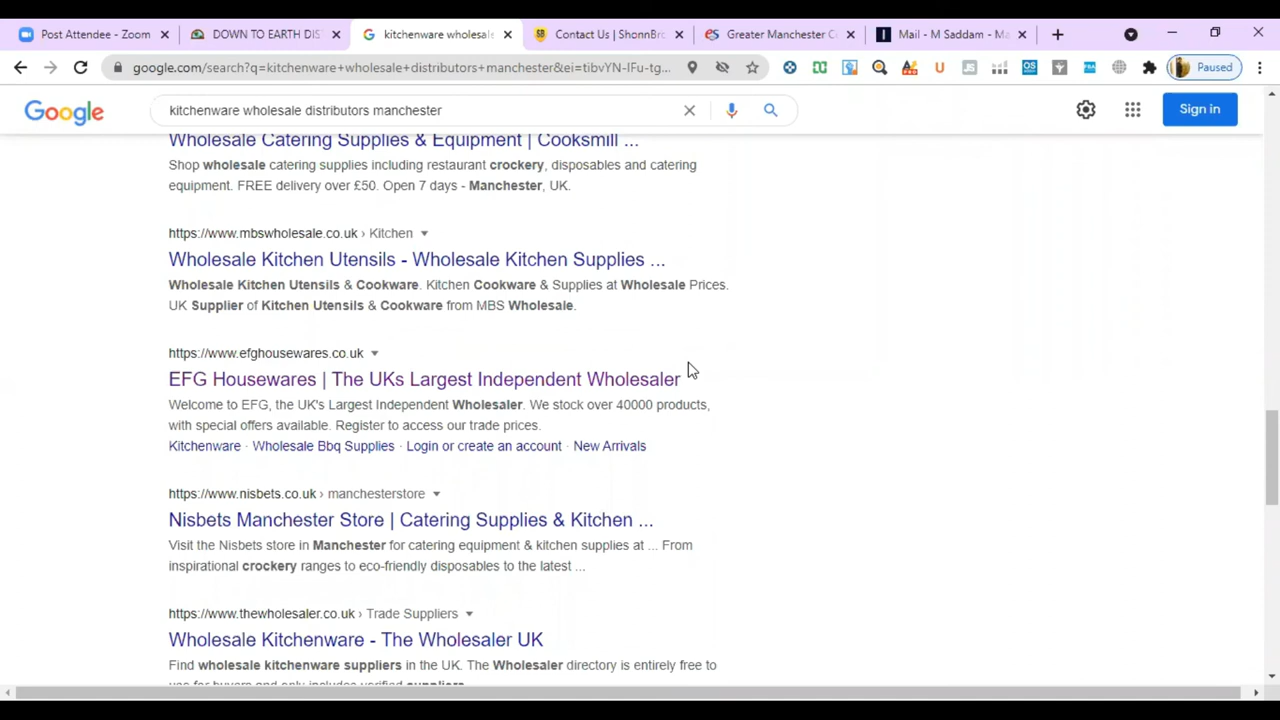 Post Attendee - Zoom
DOWN TO EARTH DIS
kitchenware wholesale
Contact Us | ShonnBr
Greater Manchester C
Mail - M Saddam - Ma
google.com/search?q=kitchenware+wholesale+distributors+manchester&ei=tibvYN-IFu-tg...
Paused
Google
kitchenware wholesale distributors manchester
Sign in
Wholesale Catering Supplies & Equipment | Cooksmill ...
Shop wholesale catering supplies including restaurant crockery, disposables and catering
equipment. FREE delivery over £50. Open 7 days - Manchester, UK.
https://www.mbswholesale.co.uk › Kitchen
Wholesale Kitchen Utensils - Wholesale Kitchen Supplies ...
Wholesale Kitchen Utensils & Cookware. Kitchen Cookware & Supplies at Wholesale Prices.
UK Supplier of Kitchen Utensils & Cookware from MBS Wholesale.
https://www.efghousewares.co.uk
EFG Housewares | The UKs Largest Independent Wholesaler
Welcome to EFG, the UK's Largest Independent Wholesaler. We stock over 40000 products,
with special offers available. Register to access our trade prices.
Kitchenware · Wholesale Bbq Supplies · Login or create an account · New Arrivals
https://www.nisbets.co.uk › manchesterstore
Nisbets Manchester Store | Catering Supplies & Kitchen ...
Visit the Nisbets store in Manchester for catering equipment & kitchen supplies at ... From
inspirational crockery ranges to eco-friendly disposables to the latest ...
https://www.thewholesaler.co.uk › Trade Suppliers
Wholesale Kitchenware - The Wholesaler UK
Find wholesale kitchenware suppliers in the UK. The Wholesaler directory is entirely free to
use for buyers and only includes verified suppliers.